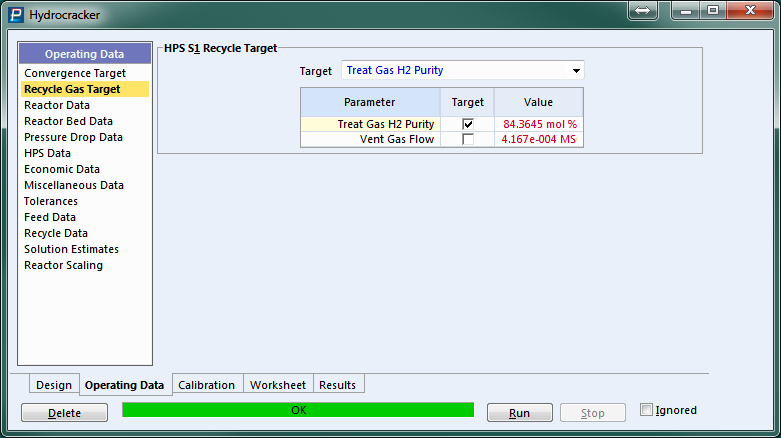 Hydrocracker
Operating Data
Convergence Target
Recycle Gas Target
Reactor Data
Reactor Bed Data
Pressure Drop Data
HPS Data
Economic Data
Miscellaneous Data
Tolerances
Feed Data
Recycle Data
Solution Estimates
Reactor Scaling
HPS S1 Recycle Target
Target Treat Gas H2 Purity
Parameter Target Value
Treat Gas H2 Purity 84.3645 mol %
Vent Gas Flow 4.167e-004 MS
Design Operating Data Calibration Worksheet Results
Delete OK Run Stop Ignored